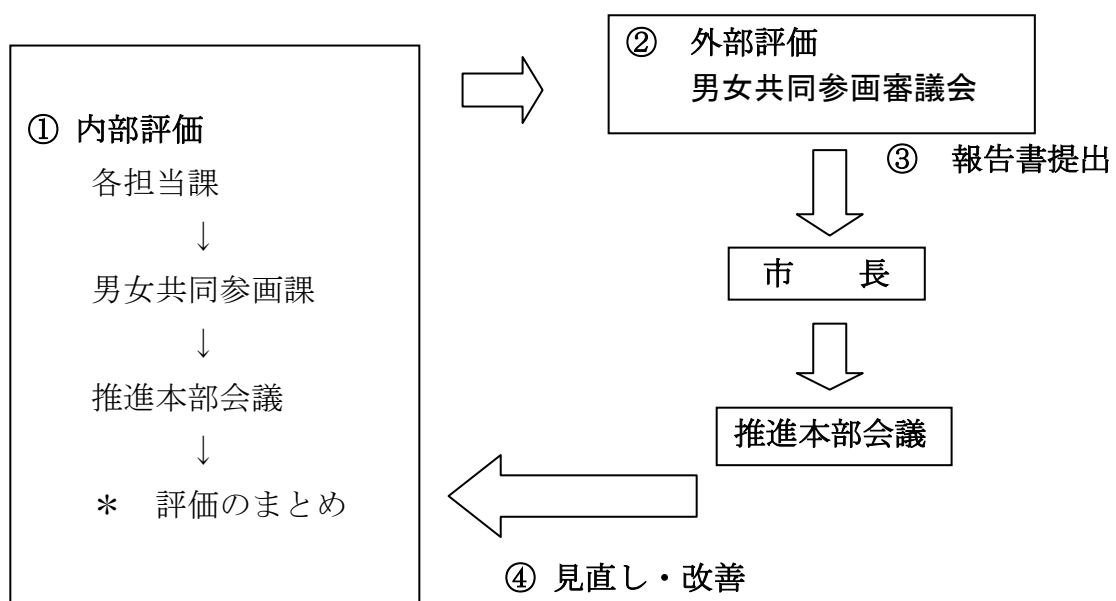 ① 内部評価
各担当課
↓
男女共同参画課
↓
推進本部会議
↓
＊ 評価のまとめ
② 外部評価
男女共同参画審議会
③ 報告書提出
市 長
推進本部会議
④ 見直し・改善